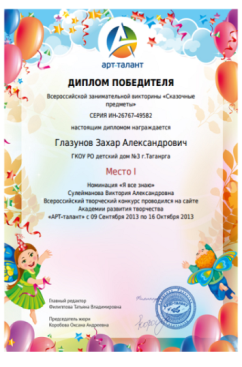 АРТ-ТАЛАНТ
ДИПЛОМ ПОБЕДИТЕЛЯ
Всероссийской занимательной викторины «Сказочные
предметы»
СЕРИЯ ИН-26767-49582
настоящим дипломом награждается
Глазунов Захар Александрович
ГКОУ РО детский дом №3 г.Таганрога
Место I
Номинация «Я все знаю»
Сулейманова Виктория Александровна
Всероссийский творческий конкурс проводился на сайте
Академии развития творчества
«АРТ-талант» с 09 Сентября 2013 по 16 Октября 2013
Главный редактор
Филатова Татьяна Владимировна
Председатель жюри
Коробова Оксана Андреевна